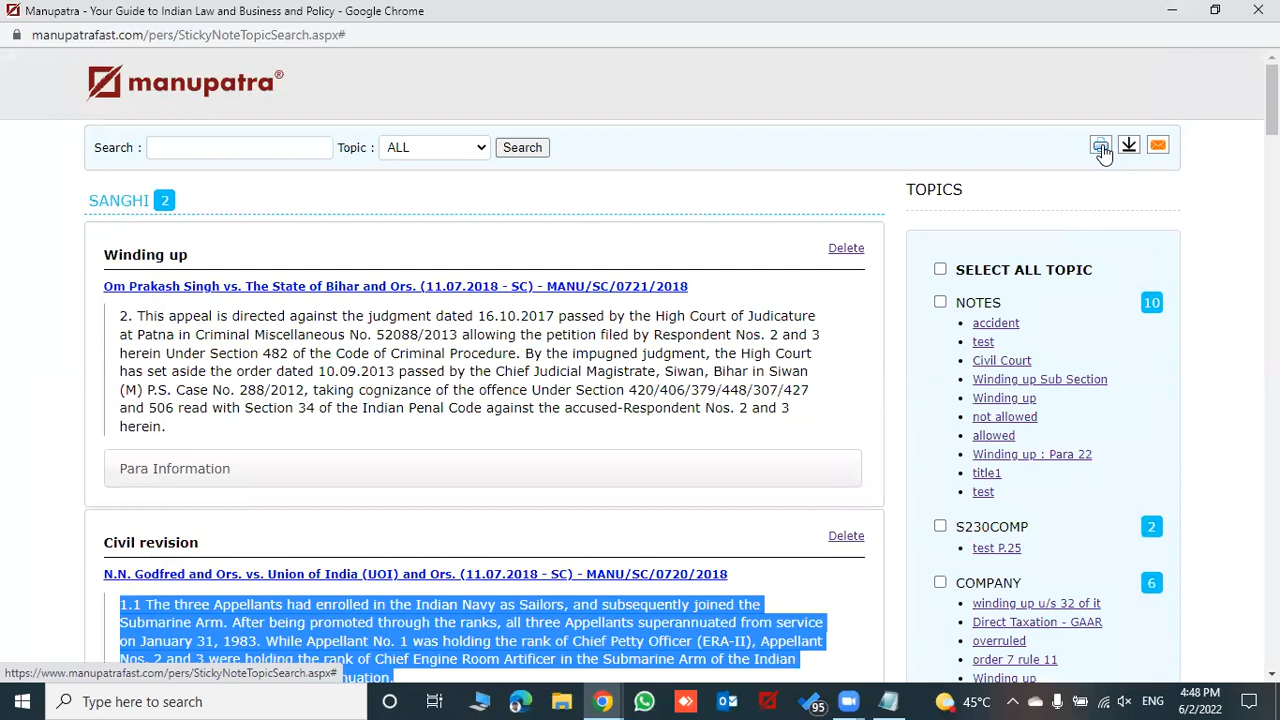 Manupatra - Your Guide to Indian Law and Business and Policy - Google Chrome
manupatrafast.com/pers/StickyNoteTopicSearch.aspx#
manupatra®
Search :
Topic :
ALL
Search
SANGHI 2
Winding up
Delete
Om Prakash Singh vs. The State of Bihar and Ors. (11.07.2018 - SC) - MANU/SC/0721/2018
2. This appeal is directed against the judgment dated 16.10.2017 passed by the High Court of Judicature
at Patna in Criminal Miscellaneous No. 52088/2013 allowing the petition filed by Respondent Nos. 2 and 3
herein Under Section 482 of the Code of Criminal Procedure. By the impugned judgment, the High Court
has set aside the order dated 10.09.2013 passed by the Chief Judicial Magistrate, Siwan, Bihar in Siwan
(M) P.S. Case No. 288/2012, taking cognizance of the offence Under Section 420/406/379/448/307/427
and 506 read with Section 34 of the Indian Penal Code against the accused-Respondent Nos. 2 and 3
herein.
Para Information
Civil revision
Delete
N.N. Godfred and Ors. vs. Union of India (UOI) and Ors. (11.07.2018 - SC) - MANU/SC/0720/2018
1.1 The three Appellants had enrolled in the Indian Navy as Sailors, and subsequently joined the
Submarine Arm. After being promoted through the ranks, all three Appellants superannuated from service
on January 31, 1983. While Appellant No. 1 was holding the rank of Chief Petty Officer (ERA-II), Appellant
Nos. 2 and 3 were holding the rank of Chief Engine Room Artificer in the Submarine Arm of the Indian
TOPICS
SELECT ALL TOPIC
NOTES 10
accident
test
Civil Court
Winding up Sub Section
Winding up
not allowed
allowed
Winding up : Para 22
title1
test
S230COMP 2
test P.25
COMPANY 6
winding up u/s 32 of it
Direct Taxation - GAAR
overruled
order 7 rule 11
Winding up
https://www.manupatrafast.com/pers/StickyNoteTopicSearch.aspx#
Type here to search
95
45°C
ENG
4:48 PM
6/2/2022